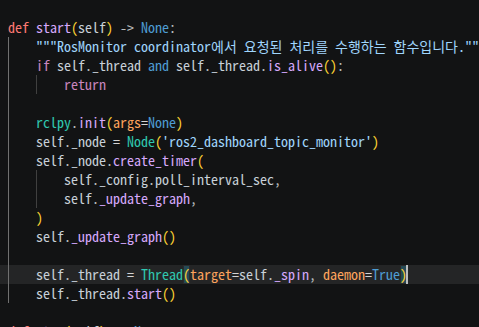 def start(self) -> None:
    """RosMonitor coordinator에서 요청된 처리를 수행하는 함수입니다."""
    if self._thread and self._thread.is_alive():
        return

    rclpy.init(args=None)
    self._node = Node('ros2_dashboard_topic_monitor')
    self._node.create_timer(
        self._config.poll_interval_sec,
        self._update_graph,
    )
    self._update_graph()

    self._thread = Thread(target=self._spin, daemon=True)
    self._thread.start()